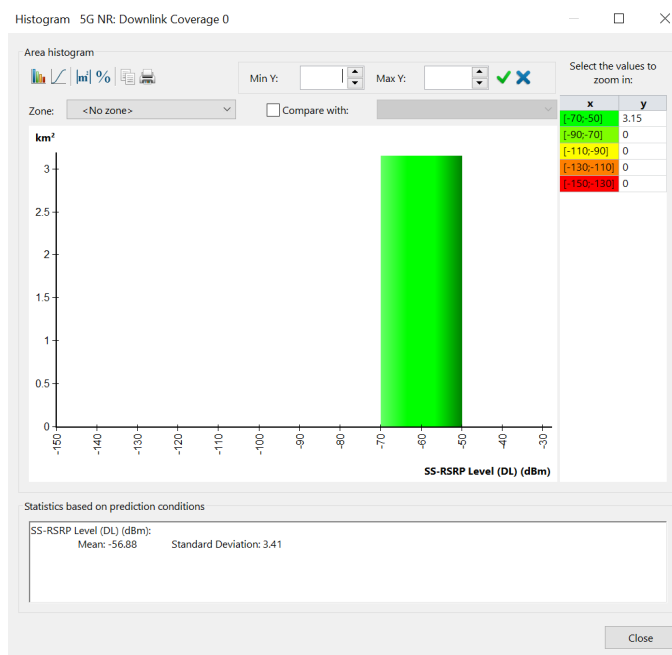 Histogram   5G NR: Downlink Coverage 0
Area histogram
m² %
Min Y:
Max Y:
Select the values to
zoom in:
Zone: <No zone>
Compare with:
x y
[-70;-50] 3.15
[-90;-70] 0
[-110;-90] 0
[-130;-110] 0
[-150;-130] 0
km²
3
2.5
2
1.5
1
0.5
0
-150 -140 -130 -120 -110 -100 -90 -80 -70 -60 -50 -40 -30
SS-RSRP Level (DL) (dBm)
Statistics based on prediction conditions
SS-RSRP Level (DL) (dBm):
Mean: -56.88 Standard Deviation: 3.41
Close